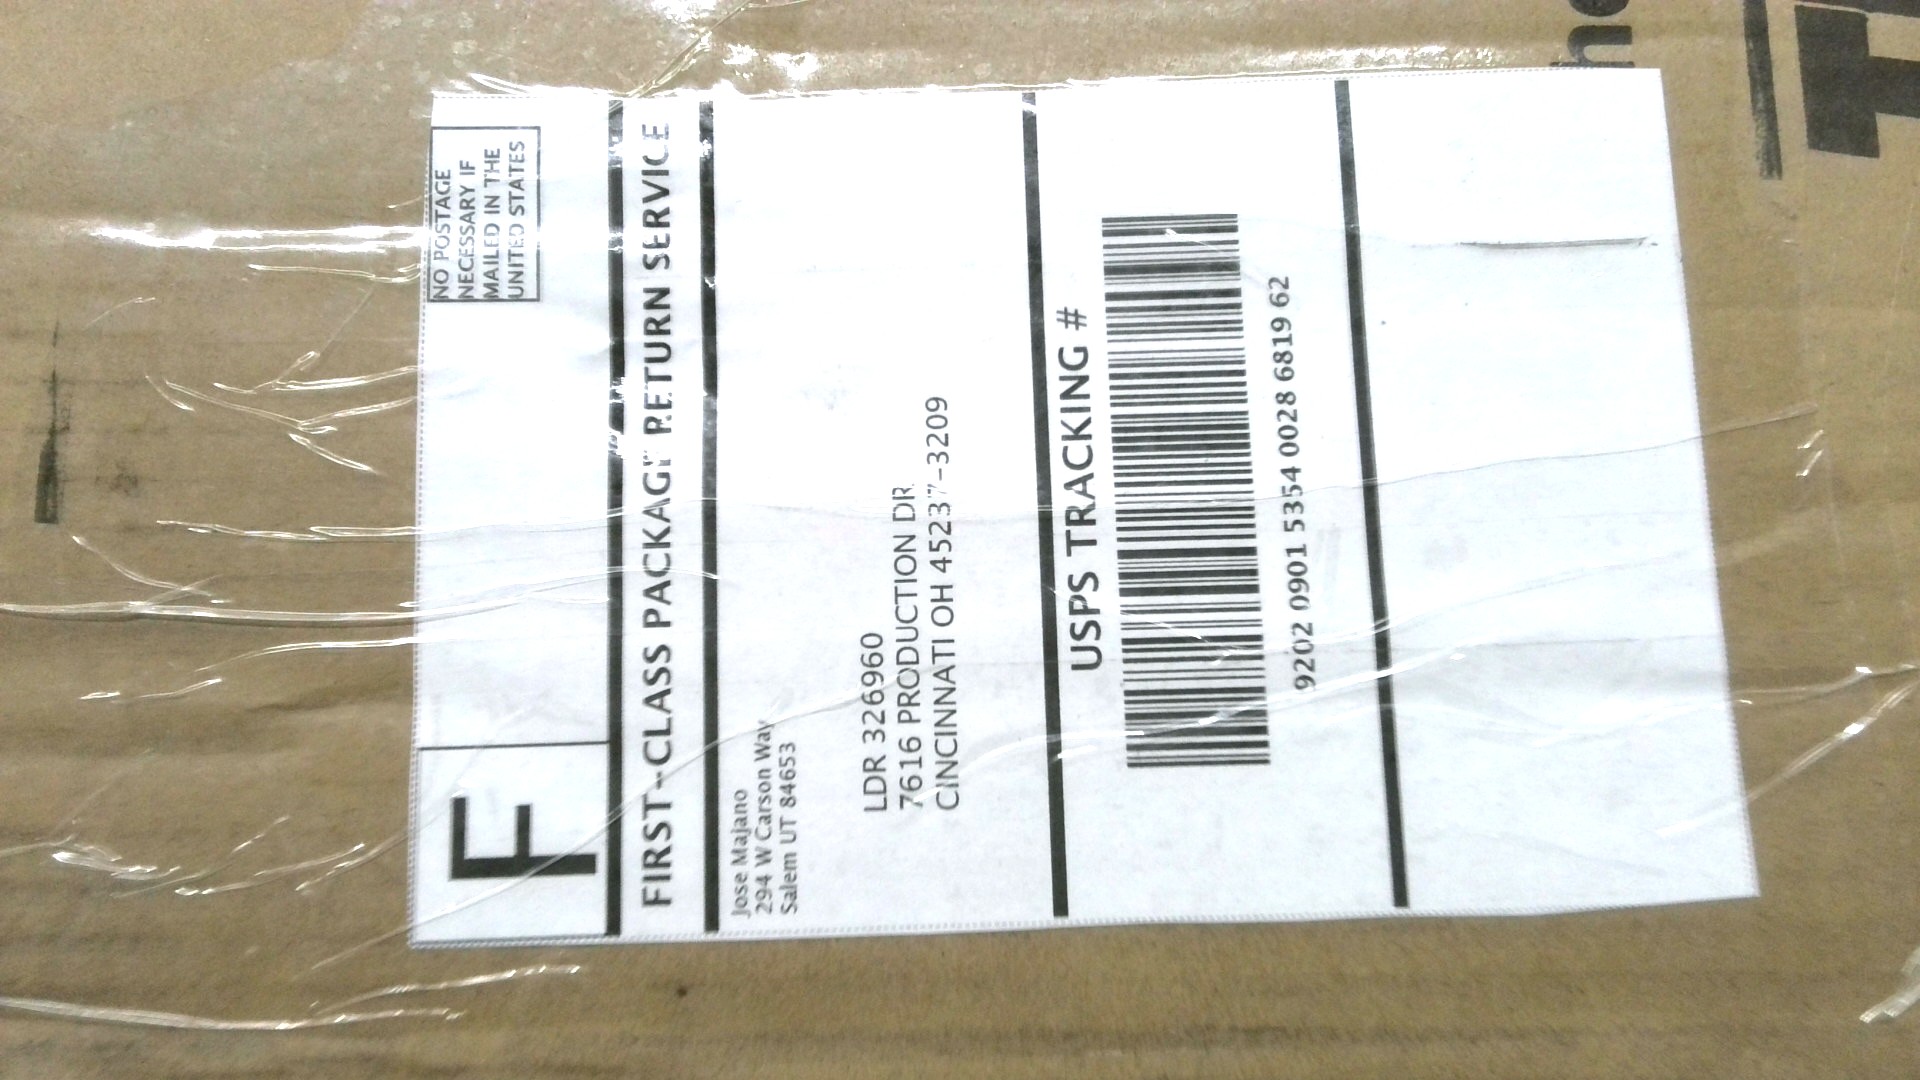 F
NO POSTAGE
NECESSARY IF
MAILED IN THE
UNITED STATES
FIRST-CLASS PACKAGE RETURN SERVICE
Jose Majano
294 W Carson Way
Salem UT 84653
LDR 326960
7616 PRODUCTION DR
CINCINNATI OH 45237-3209
USPS TRACKING #
9202 0901 5354 0028 6819 62